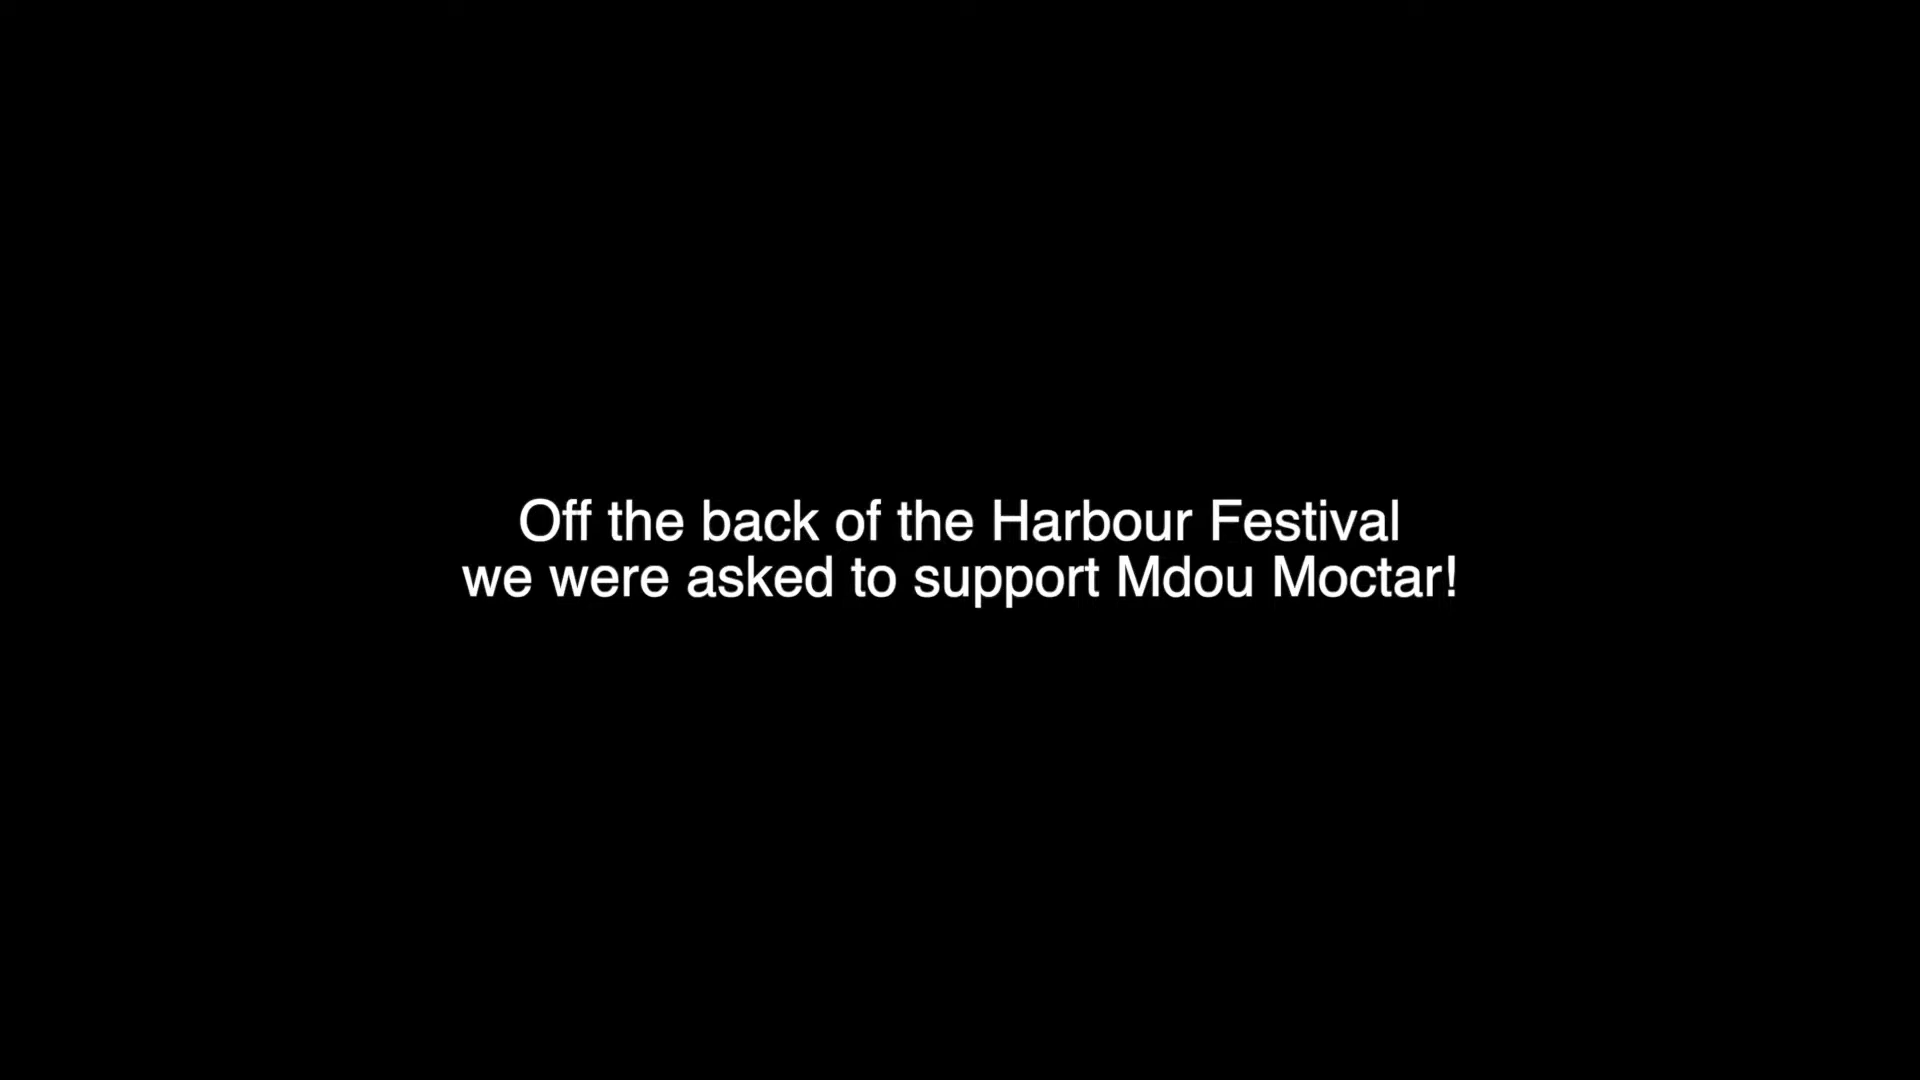 Off the back of the Harbour Festival
we were asked to support Mdou Moctar!